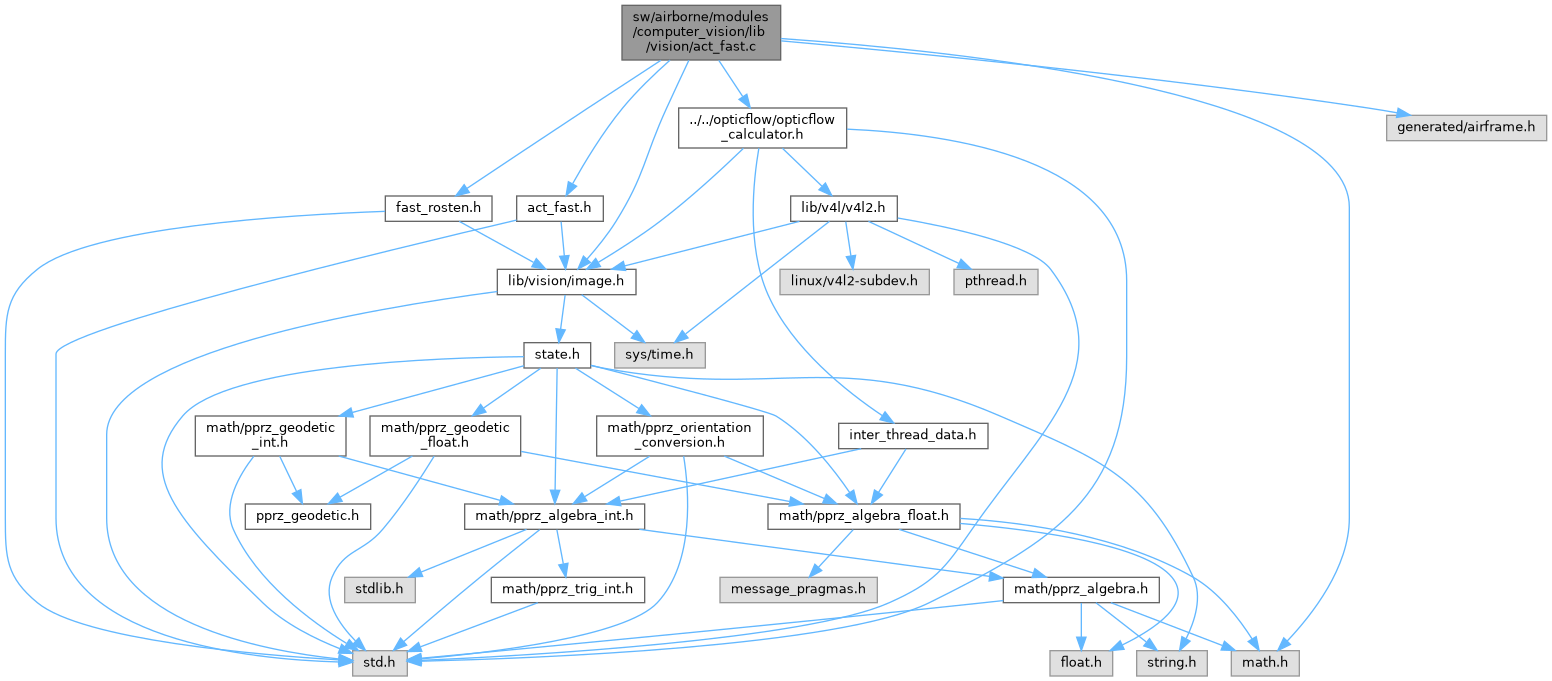 sw/airborne/modules
/computer_vision/lib
/vision/act_fast.c
../../opticflow/opticflow
_calculator.h
generated/airframe.h
fast_rosten.h
act_fast.h
lib/v4l/v4l2.h
lib/vision/image.h
linux/v4l2-subdev.h
pthread.h
state.h
sys/time.h
math/pprz_geodetic
_int.h
math/pprz_geodetic
_float.h
math/pprz_orientation
_conversion.h
inter_thread_data.h
pprz_geodetic.h
math/pprz_algebra_int.h
math/pprz_algebra_float.h
stdlib.h
math/pprz_trig_int.h
message_pragmas.h
math/pprz_algebra.h
std.h
float.h
string.h
math.h